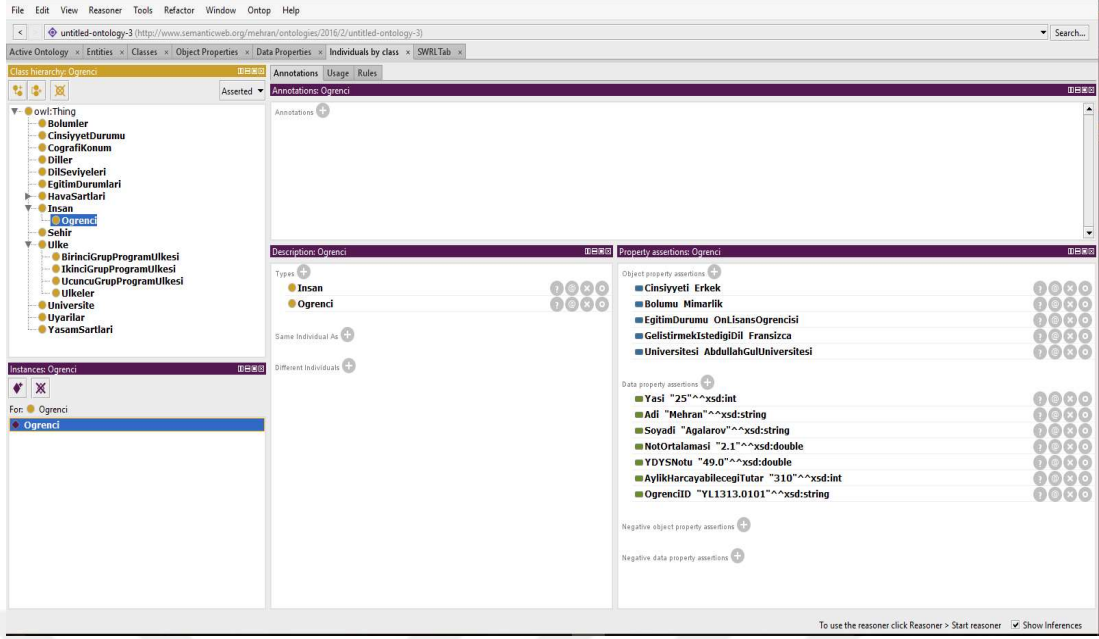 File Edit View Reasoner Tools Refactor Window Ontop Help
< untitled-ontology-3 (http://www.semanticweb.org/mehran/ontologies/2016/2/untitled-ontology-3) Search...
Active Ontology × Entities × Classes × Object Properties × Data Properties × Individuals by class × SWRLTab ×
Class hierarchy: Ogrenci
Asserted
owl:Thing
Bolumler
CinsiyyetDurumu
CografiKonum
Diller
DilSeviyeleri
EgitimDurumlari
HavaSartlari
Insan
Ogrenci
Sehir
Ulke
BirinciGrupProgramUlkesi
IkinciGrupProgramUlkesi
UcuncuGrupProgramUlkesi
Ulkeler
Universite
Uyarilar
YasamSartlari
Instances: Ogrenci
For: Ogrenci
Ogrenci
Annotations Usage Rules
Annotations: Ogrenci
Annotations
Description: Ogrenci
Types
Insan
Ogrenci
Same Individual As
Different Individuals
Property assertions: Ogrenci
Object property assertions
Cinsiyyeti Erkek
Bolumu Mimarlik
EgitimDurumu OnLisansOgrencisi
GelistirmekIstedigiDil Fransizca
Universitesi AbdullahGulUniversitesi
Data property assertions
Yasi "25"^^xsd:int
Adi "Mehran"^^xsd:string
Soyadi "Agalarov"^^xsd:string
NotOrtalamasi "2.1"^^xsd:double
YDYSNotu "49.0"^^xsd:double
AylikHarcayabilecegiTutar "310"^^xsd:int
OgrenciID "YL1313.0101"^^xsd:string
Negative object property assertions
Negative data property assertions
To use the reasoner click Reasoner > Start reasoner Show Inferences